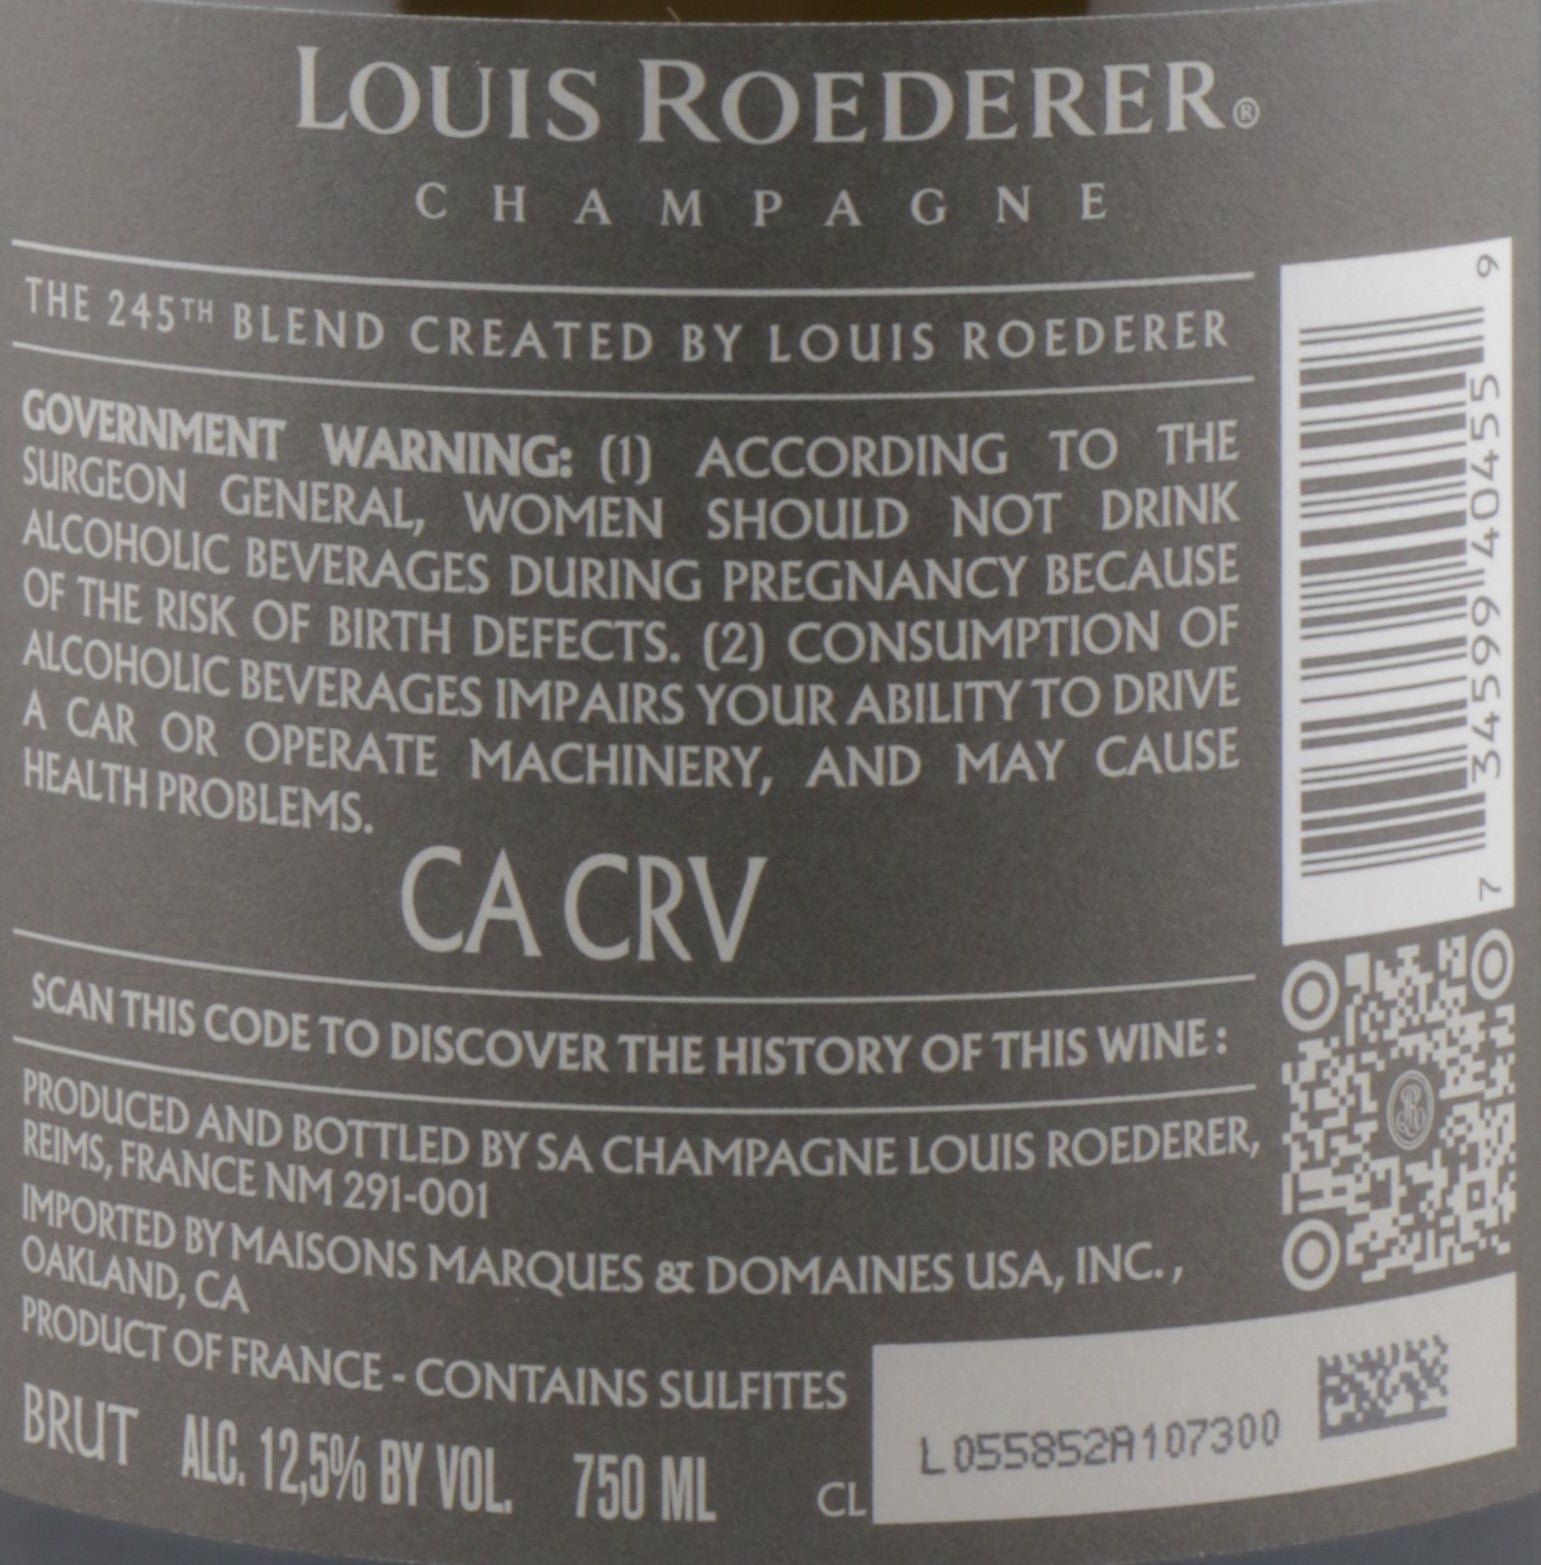 LOUIS ROEDERER®
CHAMPAGNE
THE 245TH BLEND CREATED BY LOUIS ROEDERER
GOVERNMENT WARNING: (1) ACCORDING TO THE
SURGEON GENERAL, WOMEN SHOULD NOT DRINK
ALCOHOLIC BEVERAGES DURING PREGNANCY BECAUSE
OF THE RISK OF BIRTH DEFECTS. (2) CONSUMPTION OF
ALCOHOLIC BEVERAGES IMPAIRS YOUR ABILITY TO DRIVE
A CAR OR OPERATE MACHINERY, AND MAY CAUSE
HEALTH PROBLEMS.
CA CRV
7 34599 40455 9
SCAN THIS CODE TO DISCOVER THE HISTORY OF THIS WINE :
PRODUCED AND BOTTLED BY SA CHAMPAGNE LOUIS ROEDERER,
REIMS, FRANCE NM 291-001
IMPORTED BY MAISONS MARQUES & DOMAINES USA, INC. ,
OAKLAND, CA
PRODUCT OF FRANCE - CONTAINS SULFITES
BRUT ALC. 12,5% BY VOL. 750 ML
CL
L055852A107300